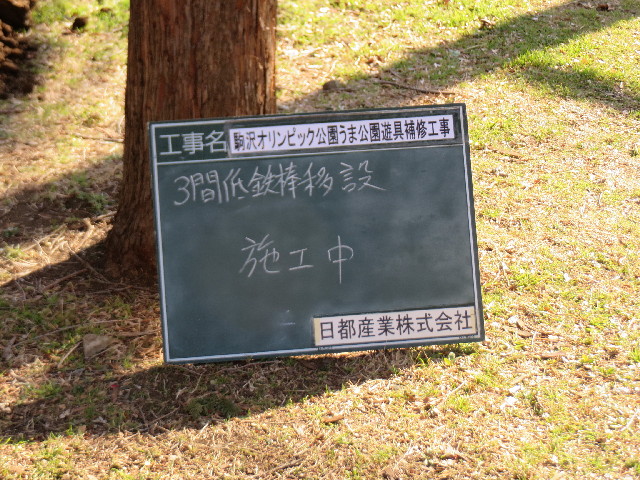 工事名 駒沢オリンピック公園うま公園遊具補修工事
3間低鉄棒移設
施工中
日都産業株式会社